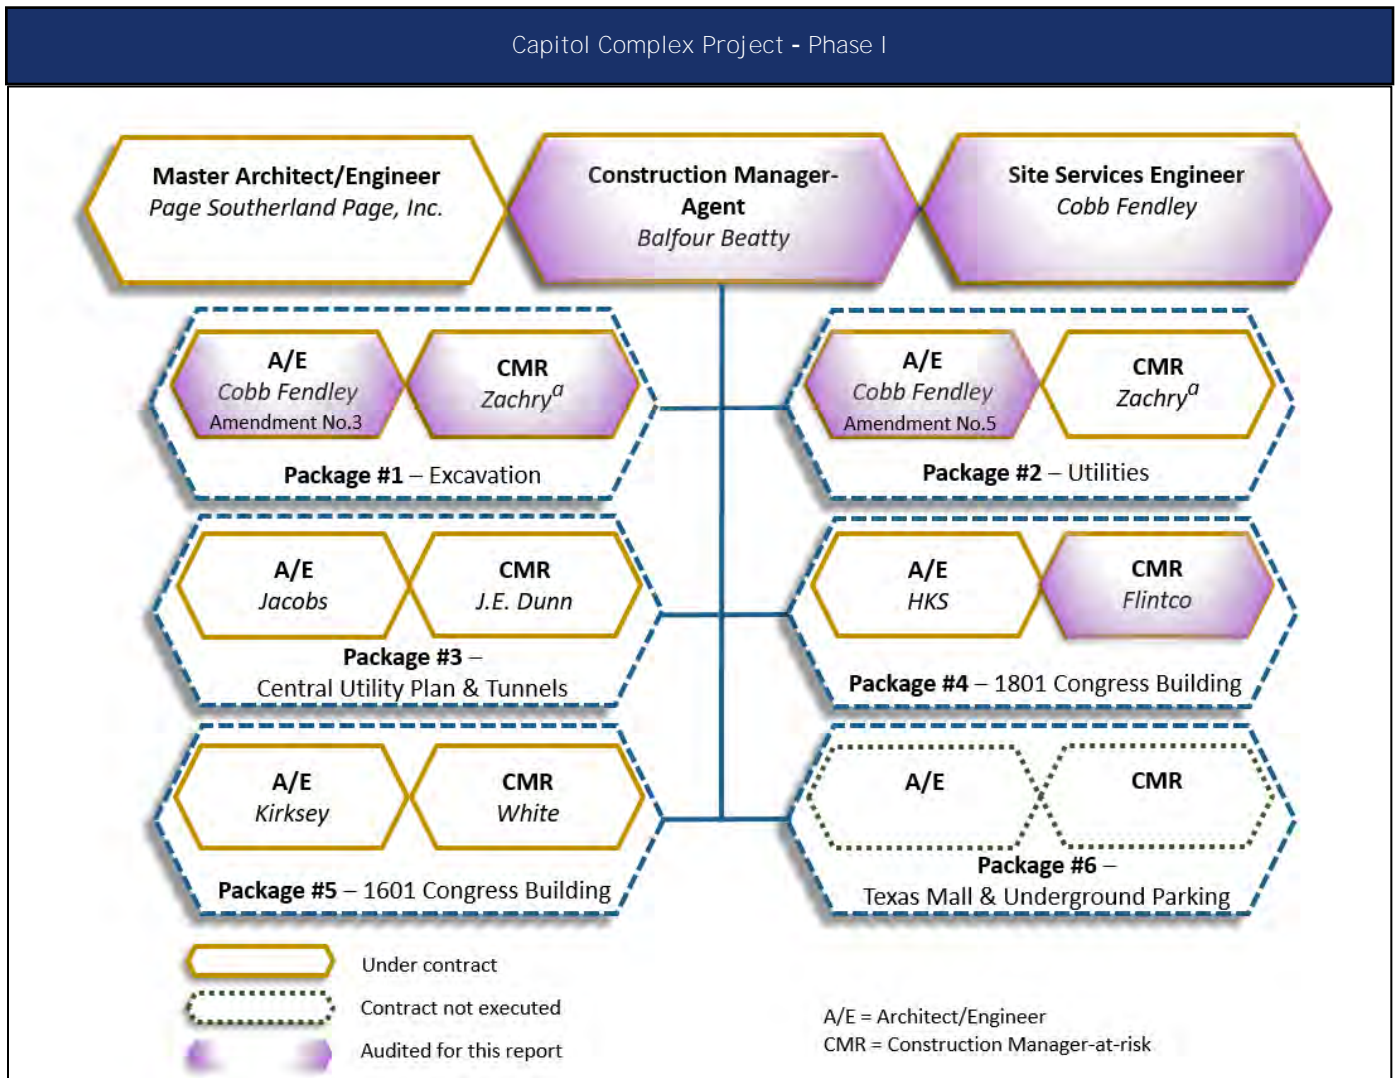 Capitol Complex Project - Phase I
Master Architect/Engineer
Page Southerland Page, Inc.
Construction Manager-
Agent
Balfour Beatty
Site Services Engineer
Cobb Fendley
A/E
Cobb Fendley
Amendment No.3
CMR
Zachryᵃ
Package #1 – Excavation
A/E
Cobb Fendley
Amendment No.5
CMR
Zachryᵃ
Package #2 – Utilities
A/E
Jacobs
CMR
J.E. Dunn
Package #3 –
Central Utility Plan & Tunnels
A/E
HKS
CMR
Flintco
Package #4 – 1801 Congress Building
A/E
Kirksey
CMR
White
Package #5 – 1601 Congress Building
A/E
CMR
Package #6 –
Texas Mall & Underground Parking
Under contract
Contract not executed
Audited for this report
A/E = Architect/Engineer
CMR = Construction Manager-at-risk